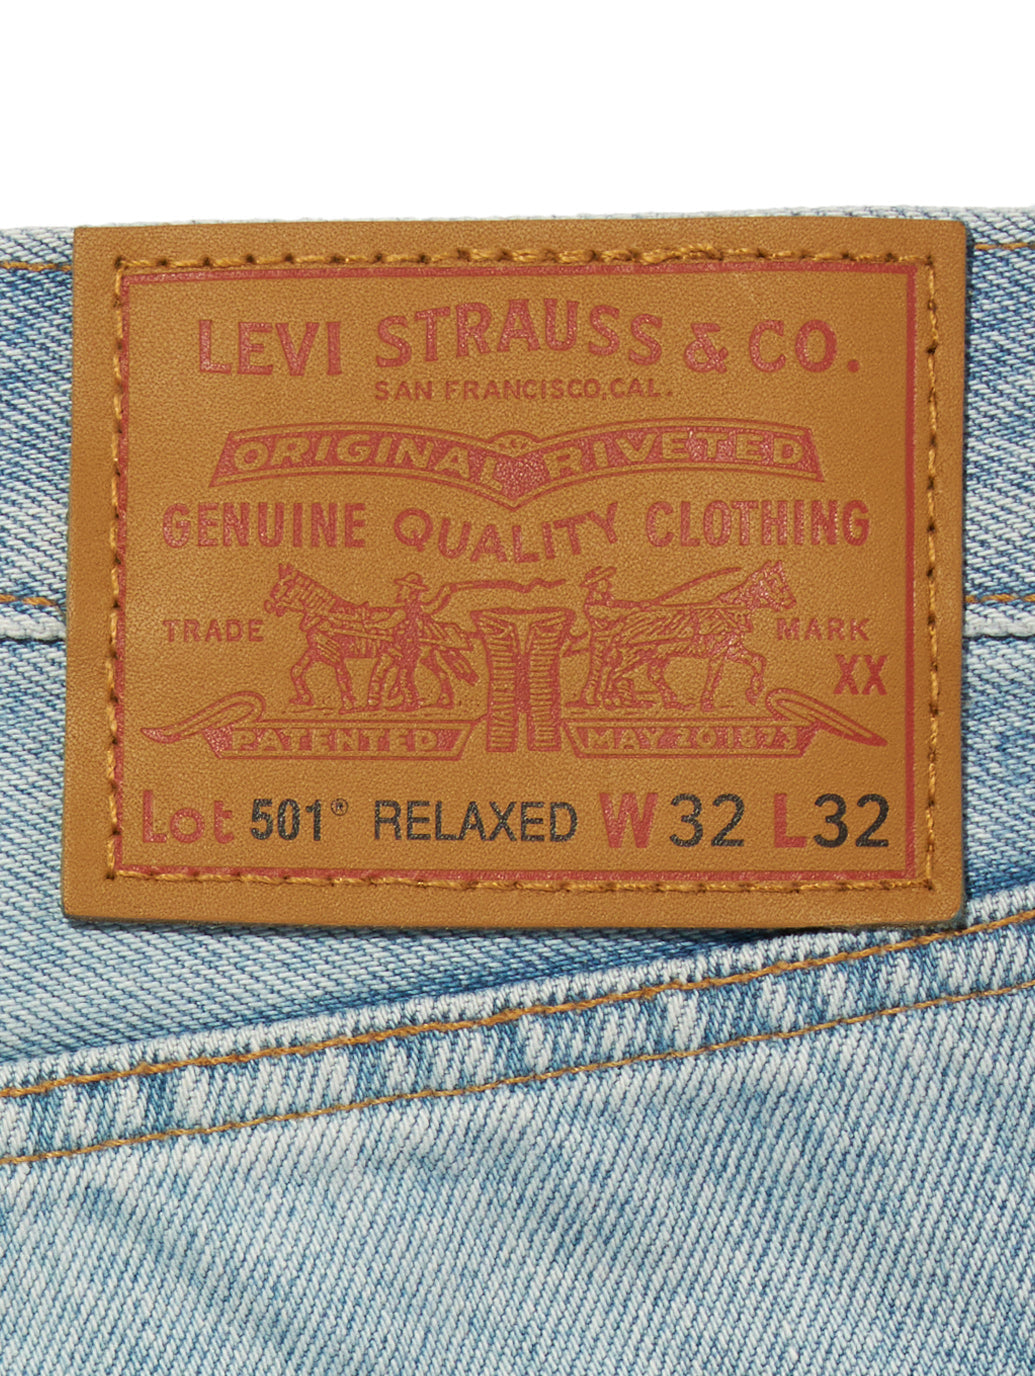 LEVI STRAUSS & CO.
SAN FRANCISCO, CAL.
ORIGINAL RIVETED
GENUINE QUALITY CLOTHING
TRADE MARK
XX
PATENTED MAY 20 1873
Lot 501® RELAXED W 32 L 32